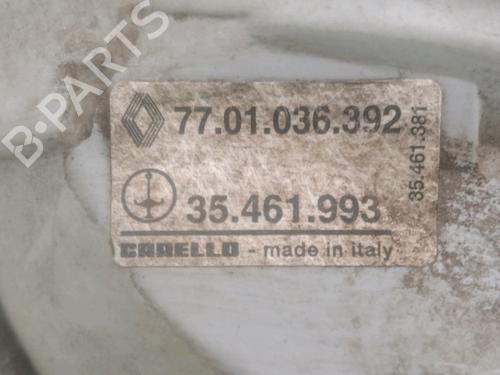 B-PARTS
77.01.036.392
35.461.993
CARELLO - made in italy
35.461.381